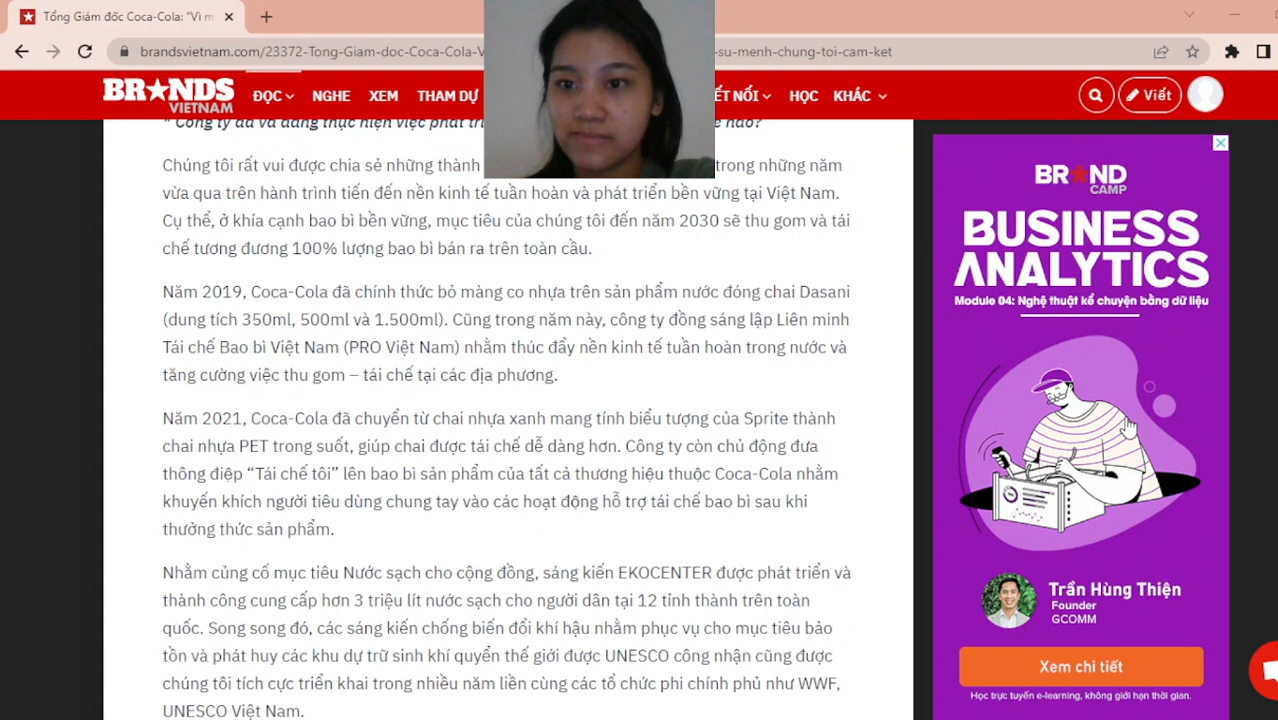 Tổng Giám đốc Coca-Cola: "Vì m
brandsvietnam.com/23372-Tong-Giam-doc-Coca-Cola-V
su-menh-chung-toi-cam-ket
BRANDS VIETNAM
ĐỌC NGHE XEM THAM DỰ
ẾT NỐI HỌC KHÁC
Viết
* Công ty đã và đang thực hiện việc phát
nào?
Chúng tôi rất vui được chia sẻ những thành
trong những năm
vừa qua trên hành trình tiến đến nền kinh tế tuần hoàn và phát triển bền vững tại Việt Nam.
Cụ thể, ở khía cạnh bao bì bền vững, mục tiêu của chúng tôi đến năm 2030 sẽ thu gom và tái
chế tương đương 100% lượng bao bì bán ra trên toàn cầu.
Năm 2019, Coca-Cola đã chính thức bỏ màng co nhựa trên sản phẩm nước đóng chai Dasani
(dung tích 350ml, 500ml và 1.500ml). Cũng trong năm này, công ty đồng sáng lập Liên minh
Tái chế Bao bì Việt Nam (PRO Việt Nam) nhằm thúc đẩy nền kinh tế tuần hoàn trong nước và
tăng cường việc thu gom – tái chế tại các địa phương.
Năm 2021, Coca-Cola đã chuyển từ chai nhựa xanh mang tính biểu tượng của Sprite thành
chai nhựa PET trong suốt, giúp chai được tái chế dễ dàng hơn. Công ty còn chủ động đưa
thông điệp “Tái chế tôi” lên bao bì sản phẩm của tất cả thương hiệu thuộc Coca-Cola nhằm
khuyến khích người tiêu dùng chung tay vào các hoạt động hỗ trợ tái chế bao bì sau khi
thưởng thức sản phẩm.
Nhằm củng cố mục tiêu Nước sạch cho cộng đồng, sáng kiến EKOCENTER được phát triển và
thành công cung cấp hơn 3 triệu lít nước sạch cho người dân tại 12 tỉnh thành trên toàn
quốc. Song song đó, các sáng kiến chống biến đổi khí hậu nhằm phục vụ cho mục tiêu bảo
tồn và phát huy các khu dự trữ sinh khí quyển thế giới được UNESCO công nhận cũng được
chúng tôi tích cực triển khai trong nhiều năm liền cùng các tổ chức phi chính phủ như WWF,
UNESCO Việt Nam.
BRAND
CAMP
BUSINESS
ANALYTICS
Module 04: Nghệ thuật kể chuyện bằng dữ liệu
Trần Hùng Thiện
Founder
GCOMM
Xem chi tiết
Học trực tuyến e-learning, không giới hạn thời gian.